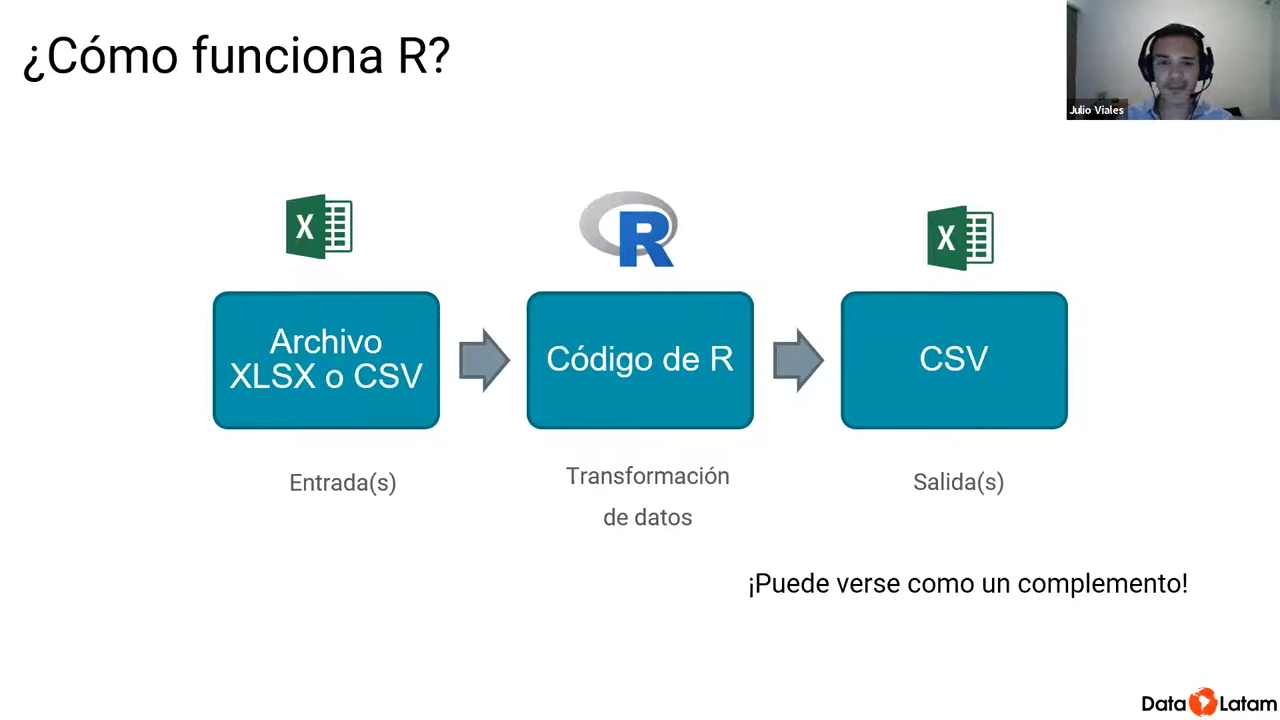 ¿Cómo funciona R?
Julio Viales
X
R
X
Archivo
XLSX o CSV
Código de R
CSV
Entrada(s)
Transformación
de datos
Salida(s)
¡Puede verse como un complemento!
Data Latam